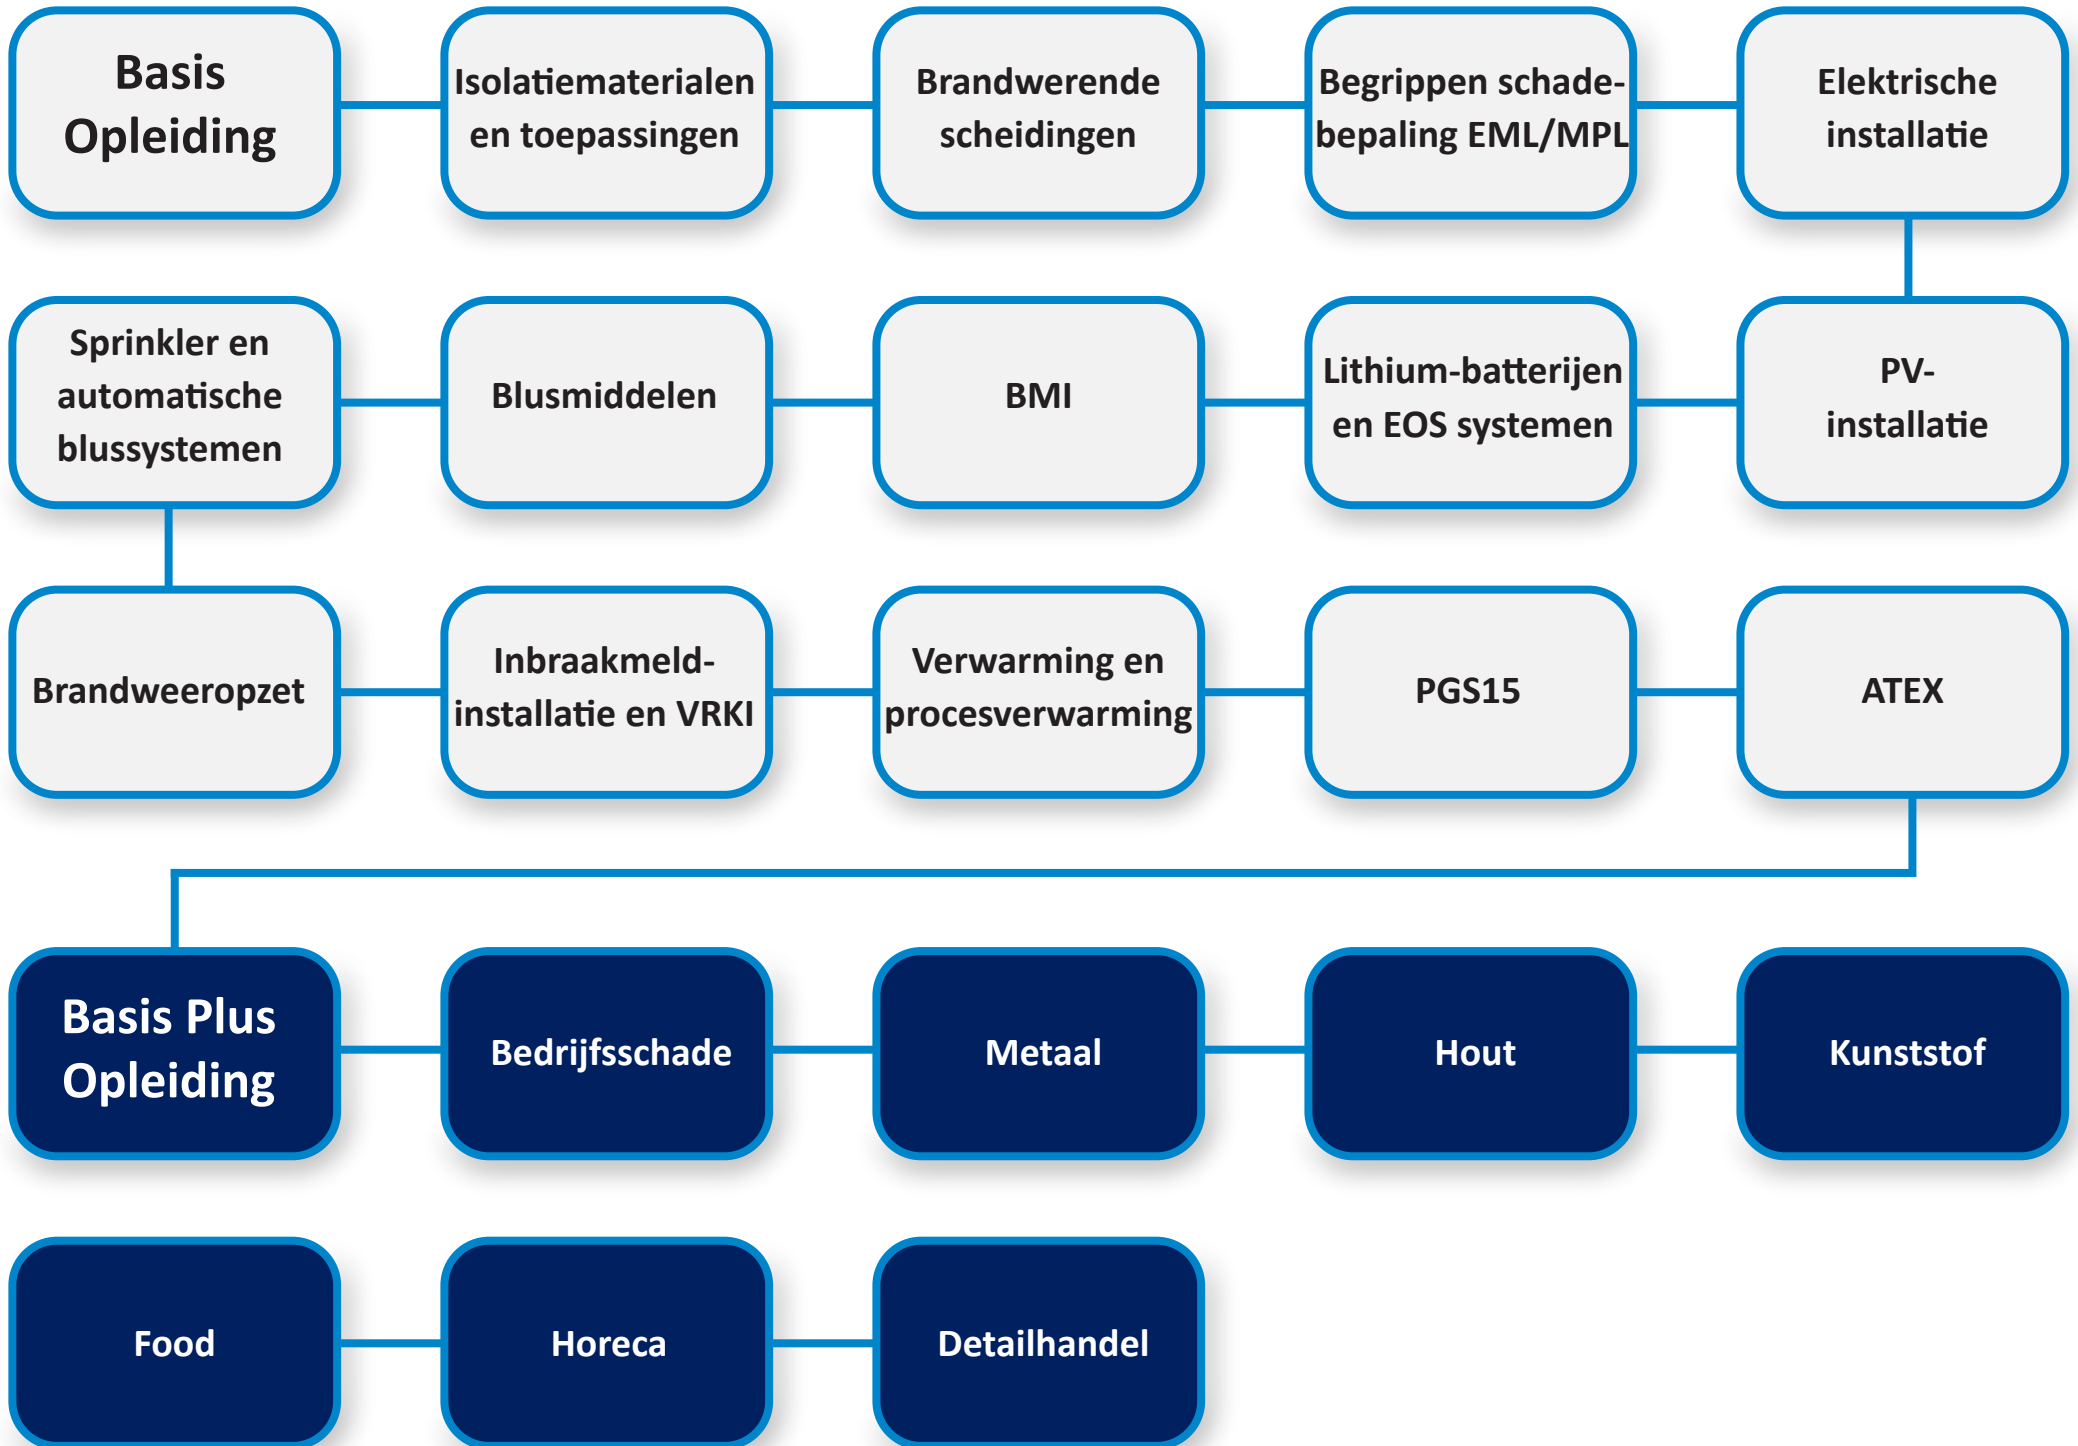 Basis
Opleiding
Isolatiematerialen
en toepassingen
Brandwerende
scheidingen
Begrippen schade-
bepaling EML/MPL
Elektrische
installatie
Sprinkler en
automatische
blussystemen
Blusmiddelen
BMI
Lithium-batterijen
en EOS systemen
PV-
installatie
Brandweeropzet
Inbraakmeld-
installatie en VRKI
Verwarming en
procesverwarming
PGS15
ATEX
Basis Plus
Opleiding
Bedrijfsschade
Metaal
Hout
Kunststof
Food
Horeca
Detailhandel